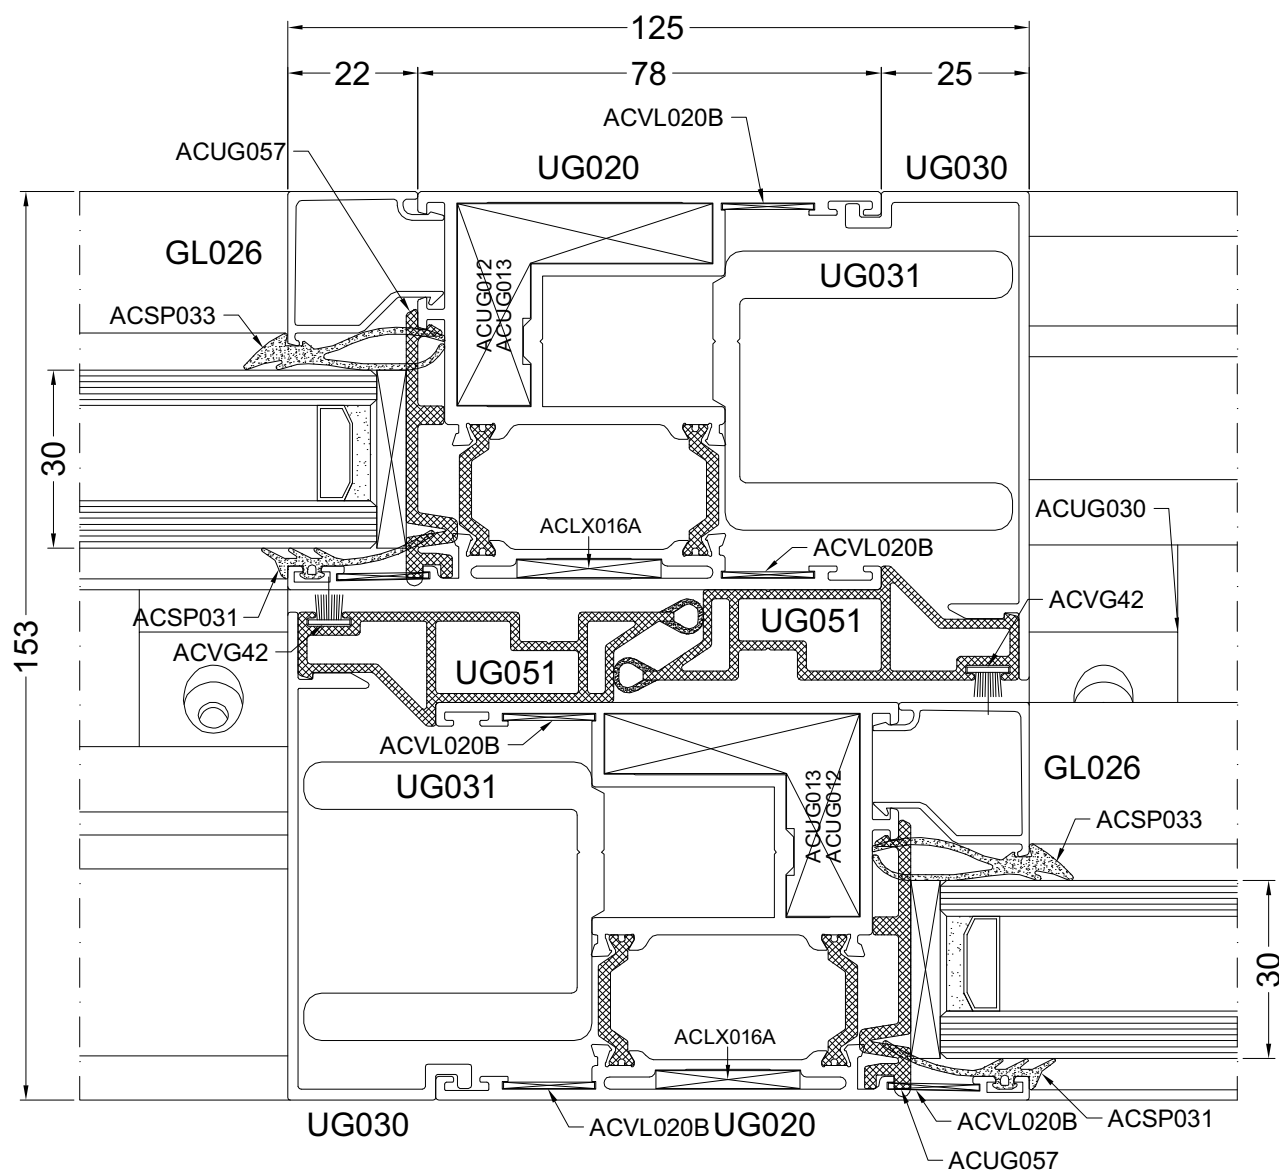 125
22
78
25
ACVL020B
ACUG057
UG020
UG030
GL026
ACUG012
ACUG013
UG031
ACSP033
30
ACLX016A
ACVL020B
ACUG030
ACSP031
ACVG42
UG051
UG051
ACVG42
153
ACVL020B
UG031
ACUG013
ACUG012
GL026
ACSP033
30
ACLX016A
UG030
ACVL020B
UG020
ACVL020B
ACSP031
ACUG057